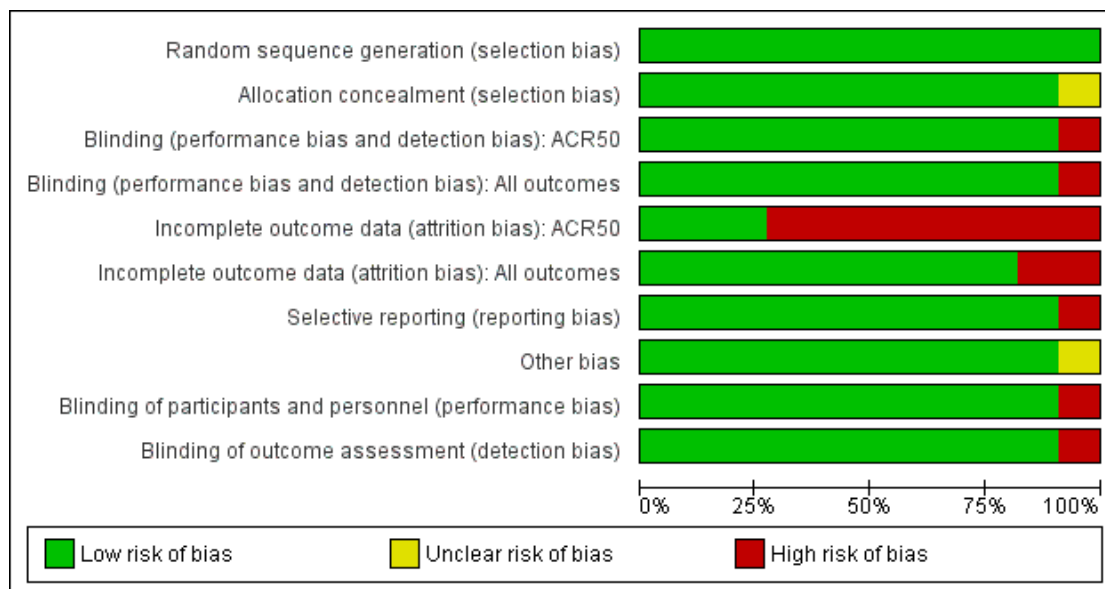 Random sequence generation (selection bias)
Allocation concealment (selection bias)
Blinding (performance bias and detection bias): ACR50
Blinding (performance bias and detection bias): All outcomes
Incomplete outcome data (attrition bias): ACR50
Incomplete outcome data (attrition bias): All outcomes
Selective reporting (reporting bias)
Other bias
Blinding of participants and personnel (performance bias)
Blinding of outcome assessment (detection bias)
0% 25% 50% 75% 100%
Low risk of bias Unclear risk of bias High risk of bias